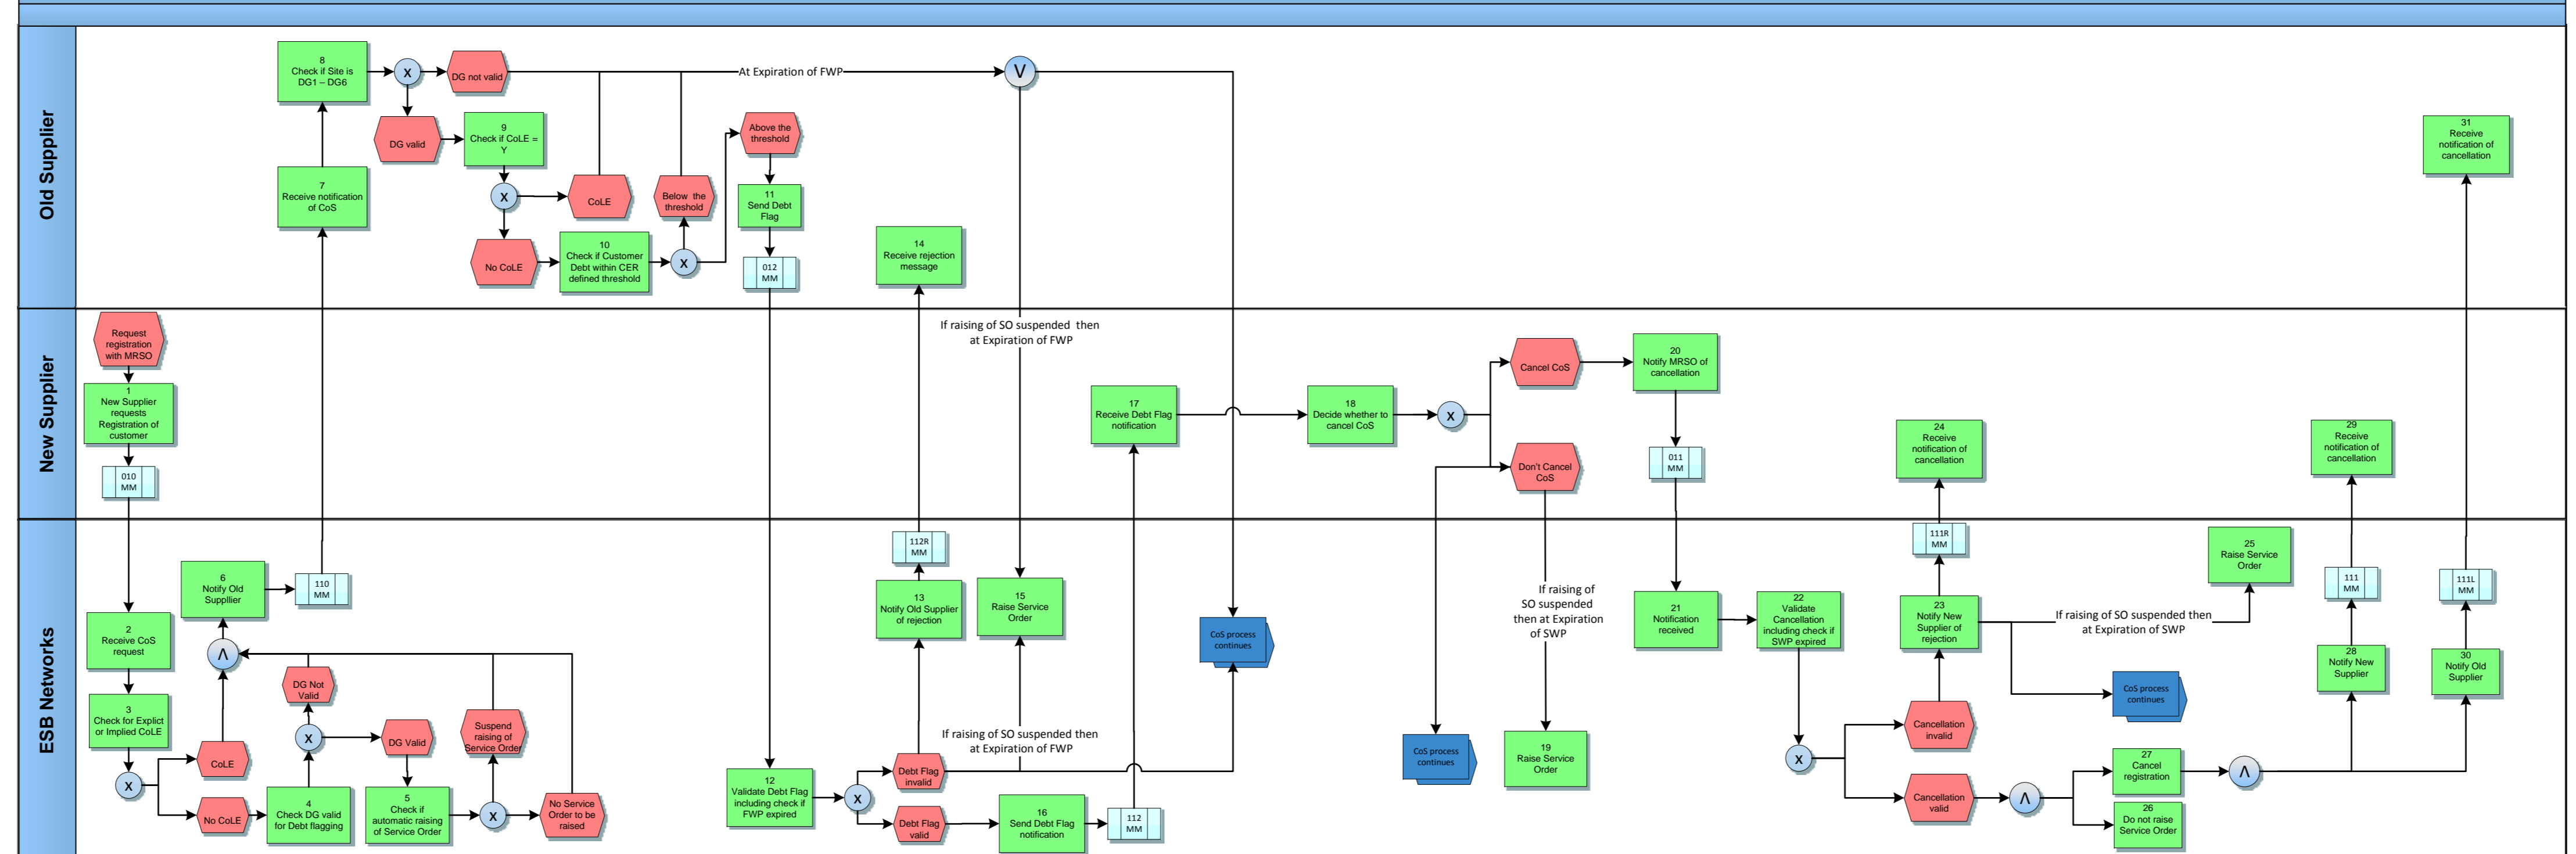 Old Supplier
8
Check if Site is
DG1 – DG6
X
DG not valid
At Expiration of FWP
V
DG valid
9
Check if CoLE =
Y
Above the
threshold
31
Receive
notification of
cancellation
7
Receive notification
of CoS
X
CoLE
Below the
threshold
11
Send Debt
Flag
No CoLE
10
Check if Customer
Debt within CER
defined threshold
X
012
MM
14
Receive rejection
message
New Supplier
Request
registration
with MRSO
If raising of SO suspended then
at Expiration of FWP
1
New Supplier
requests
Registration of
customer
010
MM
17
Receive Debt Flag
notification
18
Decide whether to
cancel CoS
X
Cancel CoS
20
Notify MRSO of
cancellation
Don't Cancel
CoS
011
MM
24
Receive
notification of
cancellation
29
Receive
notification of
cancellation
ESB Networks
6
Notify Old
Suppllier
110
MM
2
Receive CoS
request
Λ
3
Check for Explict
or Implied CoLE
X
CoLE
No CoLE
DG Not
Valid
X
DG Valid
4
Check DG valid
for Debt flagging
5
Check if
automatic raising
of Service Order
Suspend
raising of
Service Order
X
No Service
Order to be
raised
112R
MM
13
Notify Old Supplier
of rejection
15
Raise Service
Order
CoS process
continues
If raising of SO suspended then
at Expiration of FWP
12
Validate Debt Flag
including check if
FWP expired
X
Debt Flag
invalid
Debt Flag
valid
16
Send Debt Flag
notification
112
MM
CoS process
continues
If raising of
SO suspended
then at Expiration
of SWP
19
Raise Service
Order
21
Notification
received
22
Validate
Cancellation
including check if
SWP expired
X
111R
MM
23
Notify New
Supplier of
rejection
If raising of SO suspended then
at Expiration of SWP
25
Raise Service
Order
CoS process
continues
Cancellation
invalid
Cancellation
valid
Λ
27
Cancel
registration
26
Do not raise
Service Order
Λ
111
MM
28
Notify New
Supplier
111L
MM
30
Notify Old
Supplier